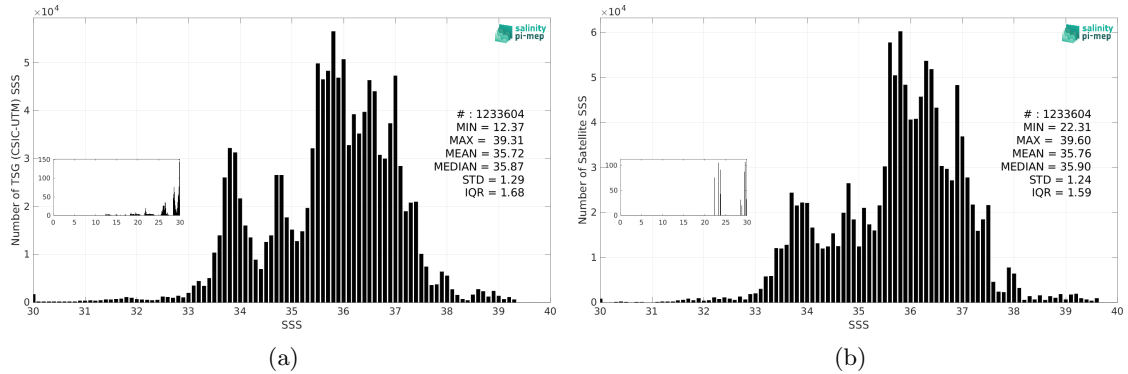 ×10⁴
5
4
3
2
1
0
Number of TSG (CSIC-UTM) SSS
salinity
pi-mep
# : 1233604
MIN = 12.37
MAX = 39.31
MEAN = 35.72
MEDIAN = 35.87
STD = 1.29
IQR = 1.68
150
100
50
0
0 5 10 15 20 25 30
30 31 32 33 34 35 36 37 38 39 40
SSS
(a)
×10⁴
6
5
4
3
2
1
0
Number of Satellite SSS
salinity
pi-mep
# : 1233604
MIN = 22.31
MAX = 39.60
MEAN = 35.76
MEDIAN = 35.90
STD = 1.24
IQR = 1.59
100
50
0
0 5 10 15 20 25 30
30 31 32 33 34 35 36 37 38 39 40
SSS
(b)